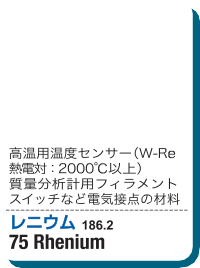 高温用温度センサー(W-Re
熱電対：2000℃以上)
質量分析計用フィラメント
スイッチなど電気接点の材料
レニウム 186.2
75 Rhenium